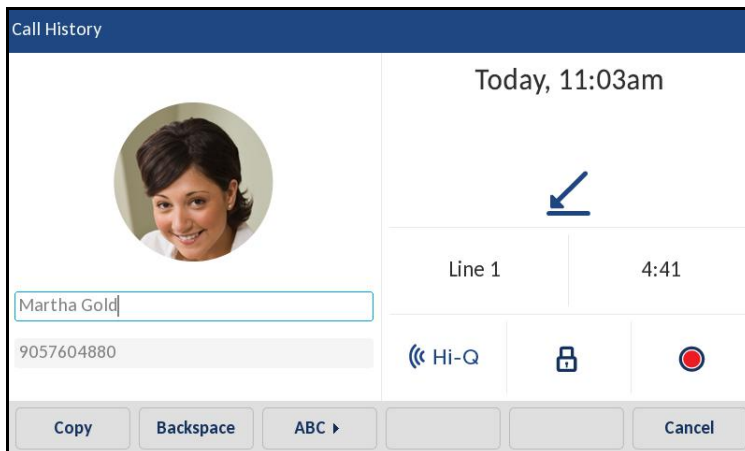 Call History
Today, 11:03am
Line 1
4:41
Martha Gold
9057604880
Hi-Q
Copy
Backspace
ABC
Cancel